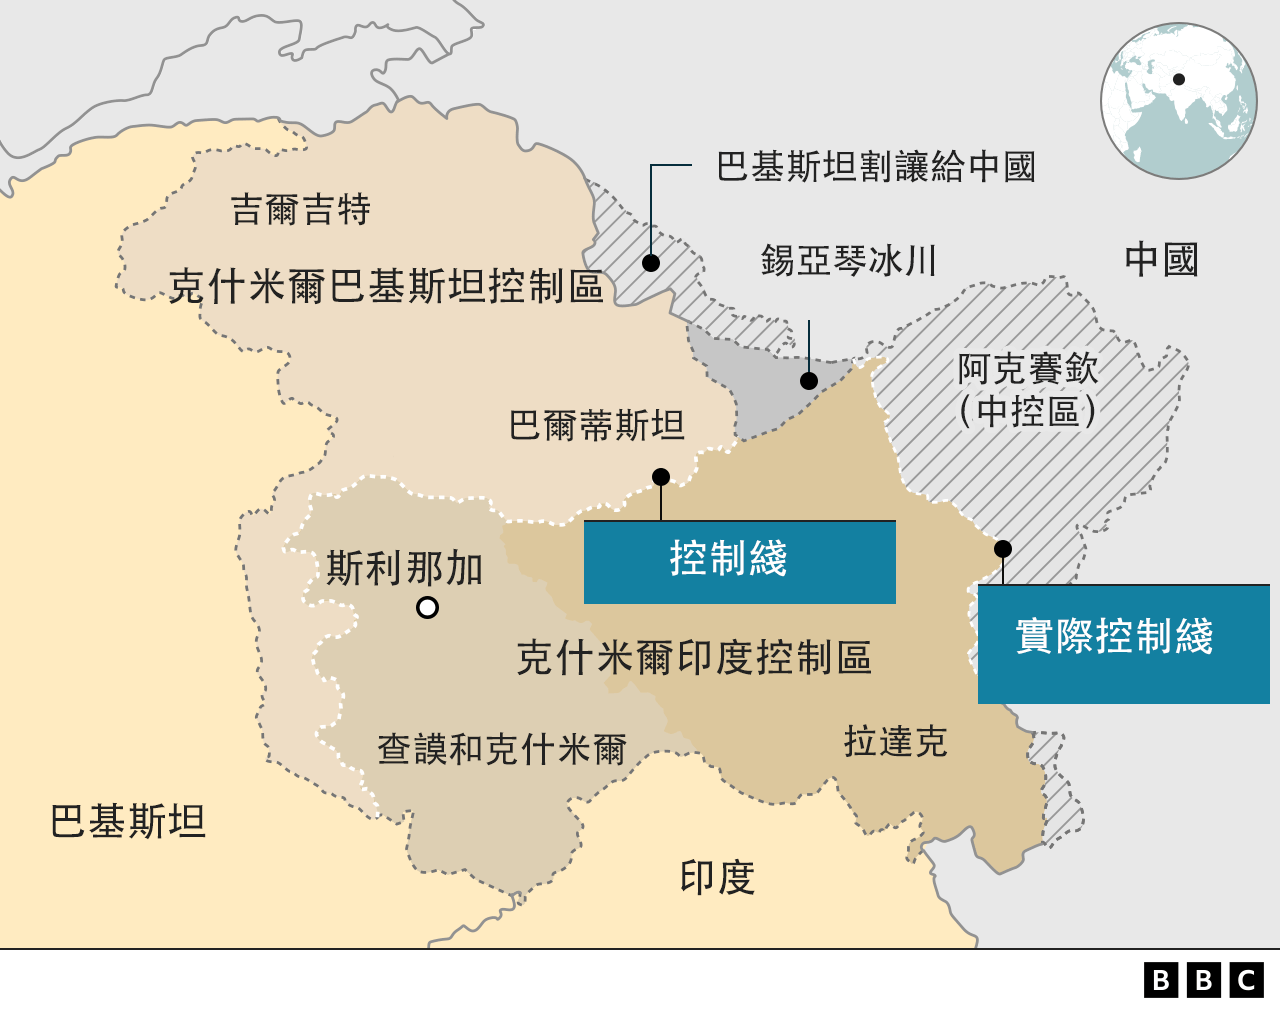 巴基斯坦割讓給中國
吉爾吉特
錫亞琴冰川
中國
克什米爾巴基斯坦控制區
阿克賽欽
(中控區)
巴爾蒂斯坦
控制綫
斯利那加
實際控制綫
克什米爾印度控制區
拉達克
查謨和克什米爾
巴基斯坦
印度
BBC